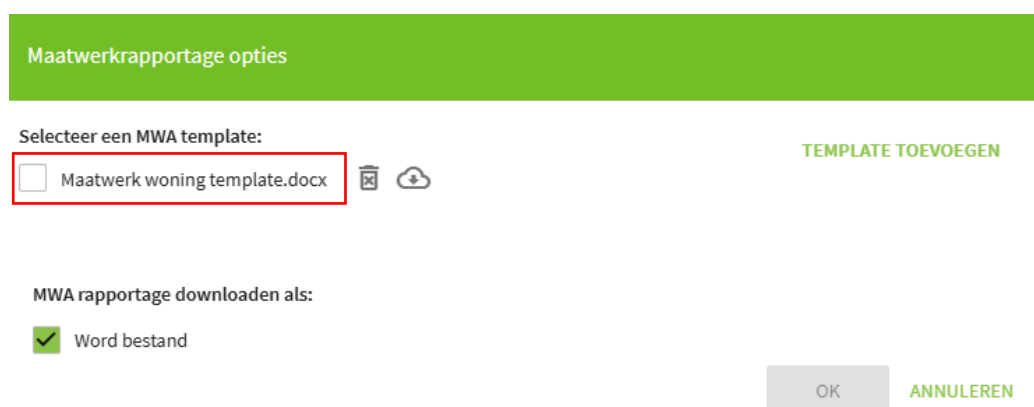 Maatwerkrapportage opties
Selecteer een MWA template:
TEMPLATE TOEVOEGEN
Maatwerk woning template.docx
MWA rapportage downloaden als:
Word bestand
OK ANNULEREN